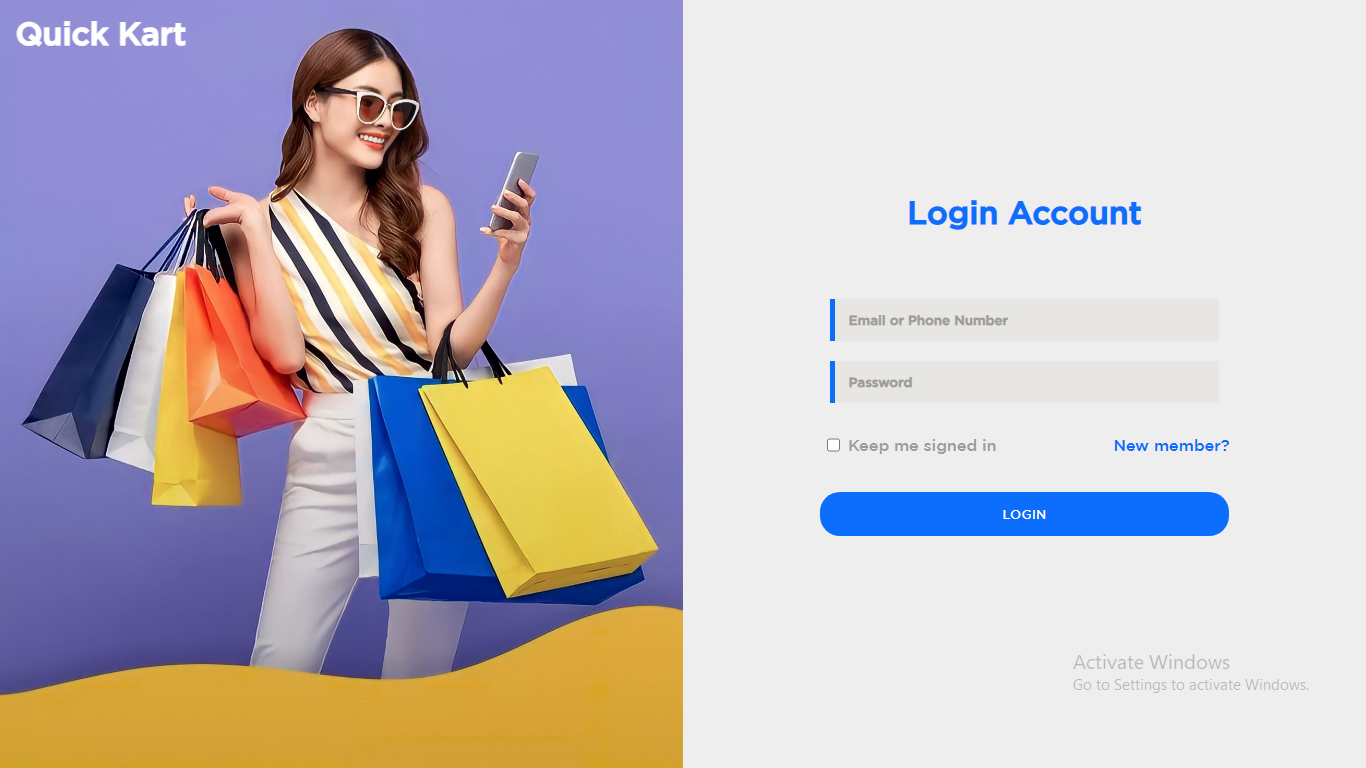 Quick Kart
Login Account
Email or Phone Number
Password
Keep me signed in
New member?
LOGIN
Activate Windows
Go to Settings to activate Windows.